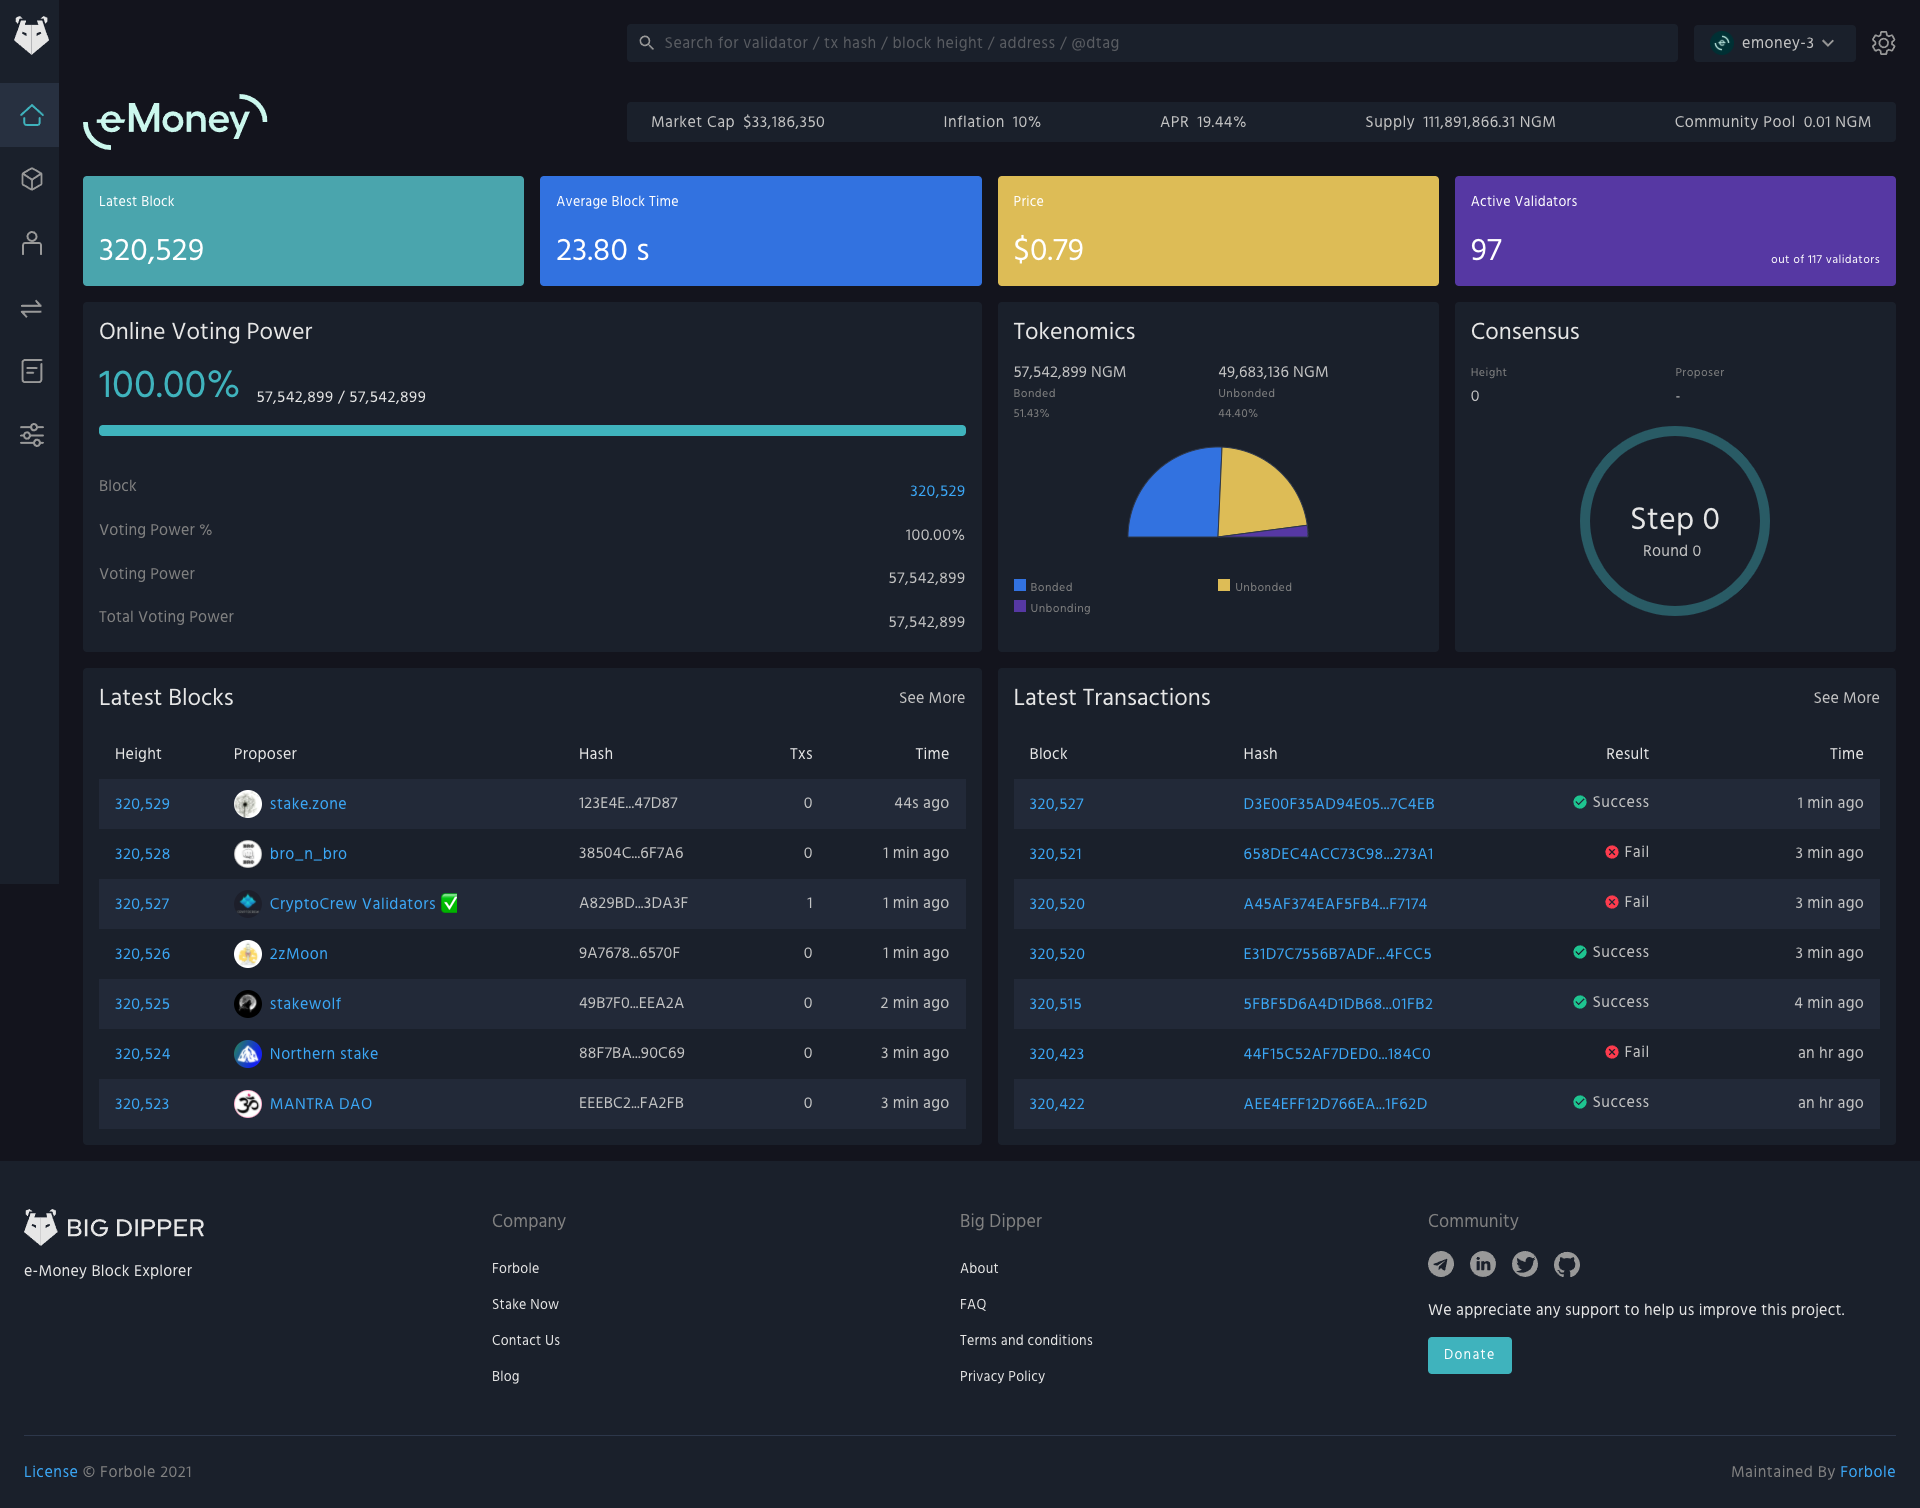 Search for validator / tx hash / block height / address / @dtag
emoney-3
eMoney
Market Cap $33,186,350 Inflation 10% APR 19.44% Supply 111,891,866.31 NGM Community Pool 0.01 NGM
Latest Block
320,529
Average Block Time
23.80 s
Price
$0.79
Active Validators
97
out of 117 validators
Online Voting Power
100.00% 57,542,899 / 57,542,899
Block 320,529
Voting Power % 100.00%
Voting Power 57,542,899
Total Voting Power 57,542,899
Tokenomics
57,542,899 NGM 49,683,136 NGM
Bonded Unbonded
51.43% 44.40%
Bonded Unbonded
Unbonding
Consensus
Height Proposer
0 -
Step 0
Round 0
Latest Blocks See More
Height Proposer Hash Txs Time
320,529 stake.zone 123E4E...47D87 0 44s ago
320,528 bro_n_bro 38504C...6F7A6 0 1 min ago
320,527 CryptoCrew Validators ✅ A829BD...3DA3F 1 1 min ago
320,526 2zMoon 9A7678...6570F 0 1 min ago
320,525 stakewolf 49B7F0...EEA2A 0 2 min ago
320,524 Northern stake 88F7BA...90C69 0 3 min ago
320,523 MANTRA DAO EEEBC2...FA2FB 0 3 min ago
Latest Transactions See More
Block Hash Result Time
320,527 D3E00F35AD94E05...7C4EB Success 1 min ago
320,521 658DEC4ACC73C98...273A1 Fail 3 min ago
320,520 A45AF374EAF5FB4...F7174 Fail 3 min ago
320,520 E31D7C7556B7ADF...4FCC5 Success 3 min ago
320,515 5FBF5D6A4D1DB68...01FB2 Success 4 min ago
320,423 44F15C52AF7DED0...184C0 Fail an hr ago
320,422 AEE4EFF12D766EA...1F62D Success an hr ago
BIG DIPPER
e-Money Block Explorer
Company
Forbole
Stake Now
Contact Us
Blog
Big Dipper
About
FAQ
Terms and conditions
Privacy Policy
Community
We appreciate any support to help us improve this project.
Donate
License © Forbole 2021
Maintained By Forbole